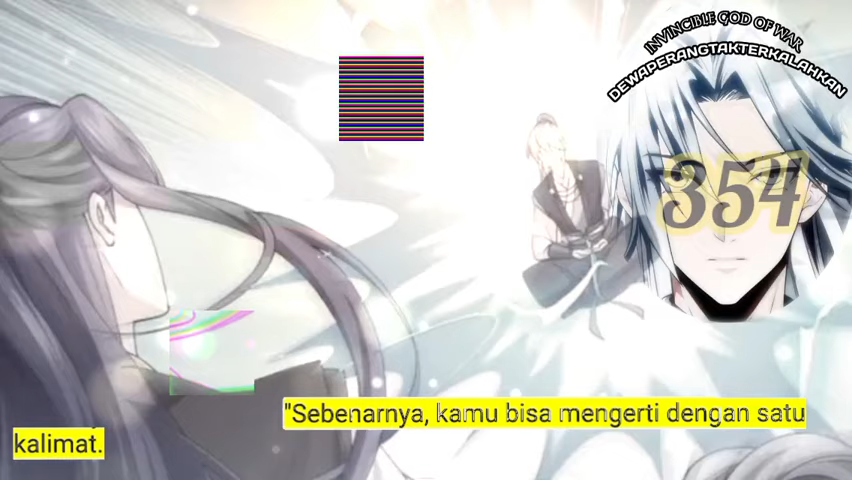 INVINCIBLE GOD OF WAR
DEWAPERANGTAKTERKALAHKAN
354
"Sebenarnya, kamu bisa mengerti dengan satu
kalimat.